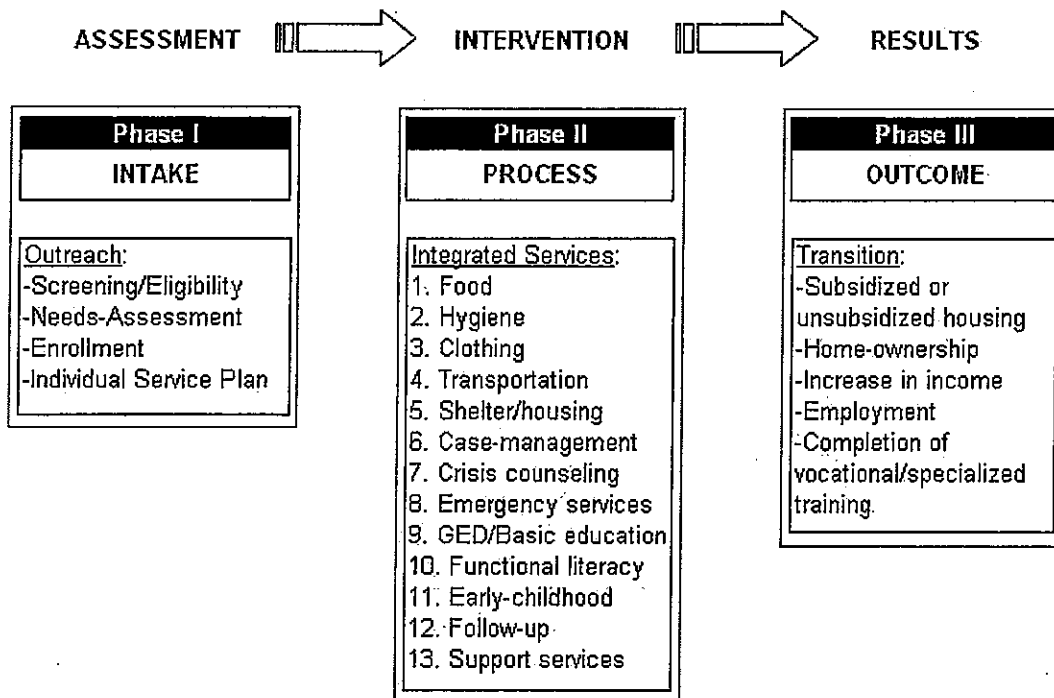 ASSESSMENT INTERVENTION RESULTS
Phase I
INTAKE
Outreach:
-Screening/Eligibility
-Needs-Assessment
-Enrollment
-Individual Service Plan
Phase II
PROCESS
Integrated Services:
1. Food
2. Hygiene
3. Clothing
4. Transportation
5. Shelter/housing
6. Case-management
7. Crisis counseling
8. Emergency services
9. GED/Basic education
10. Functional literacy
11. Early-childhood
12. Follow-up
13. Support services
Phase III
OUTCOME
Transition:
-Subsidized or
unsubsidized housing
-Home-ownership
-Increase in income
-Employment
-Completion of
vocational/specialized
training.